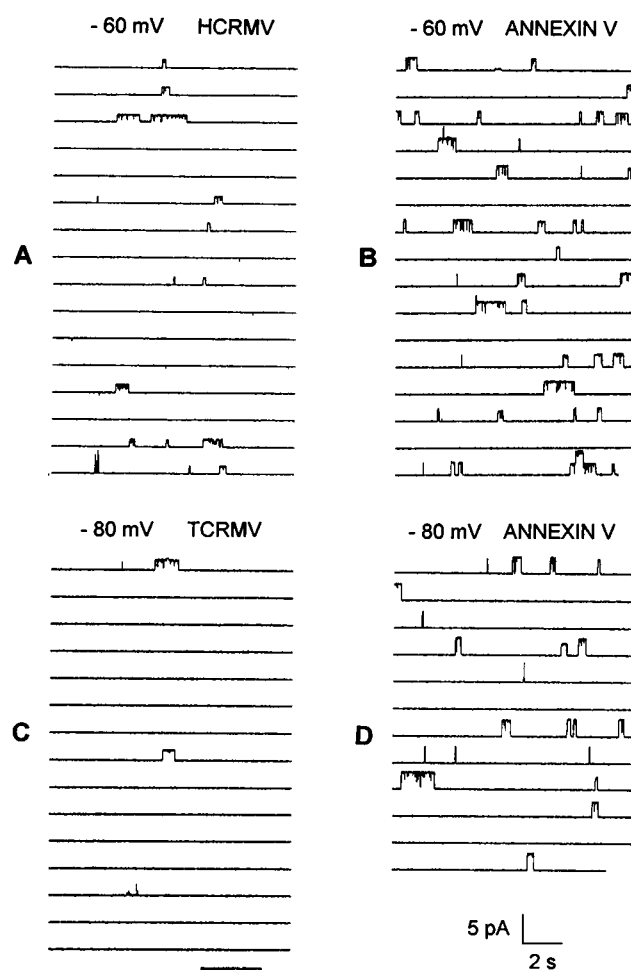 - 60 mV HCRMV
- 60 mV ANNEXIN V
A
B
- 80 mV TCRMV
- 80 mV ANNEXIN V
C
D
5 pA
2 s